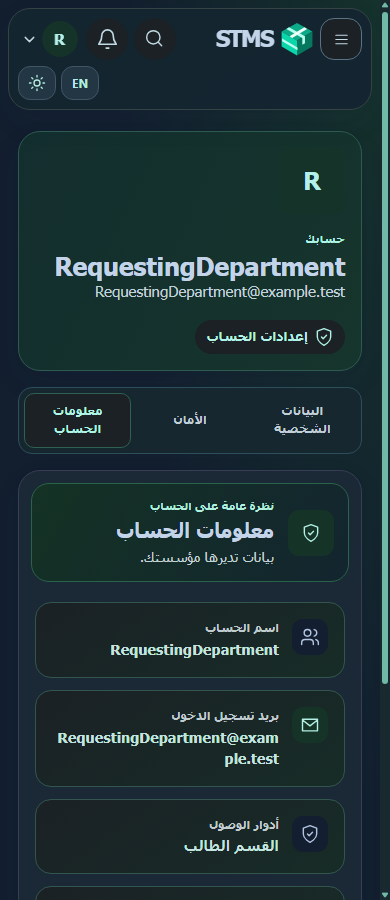 STMS
R
EN
R
حسابك
RequestingDepartment
RequestingDepartment@example.test
إعدادات الحساب
البيانات
الشخصية
الأمان
معلومات
الحساب
نظرة عامة على الحساب
معلومات الحساب
بيانات تديرها مؤسستك.
اسم الحساب
RequestingDepartment
بريد تسجيل الدخول
RequestingDepartment@exam
ple.test
أدوار الوصول
القسم الطالب